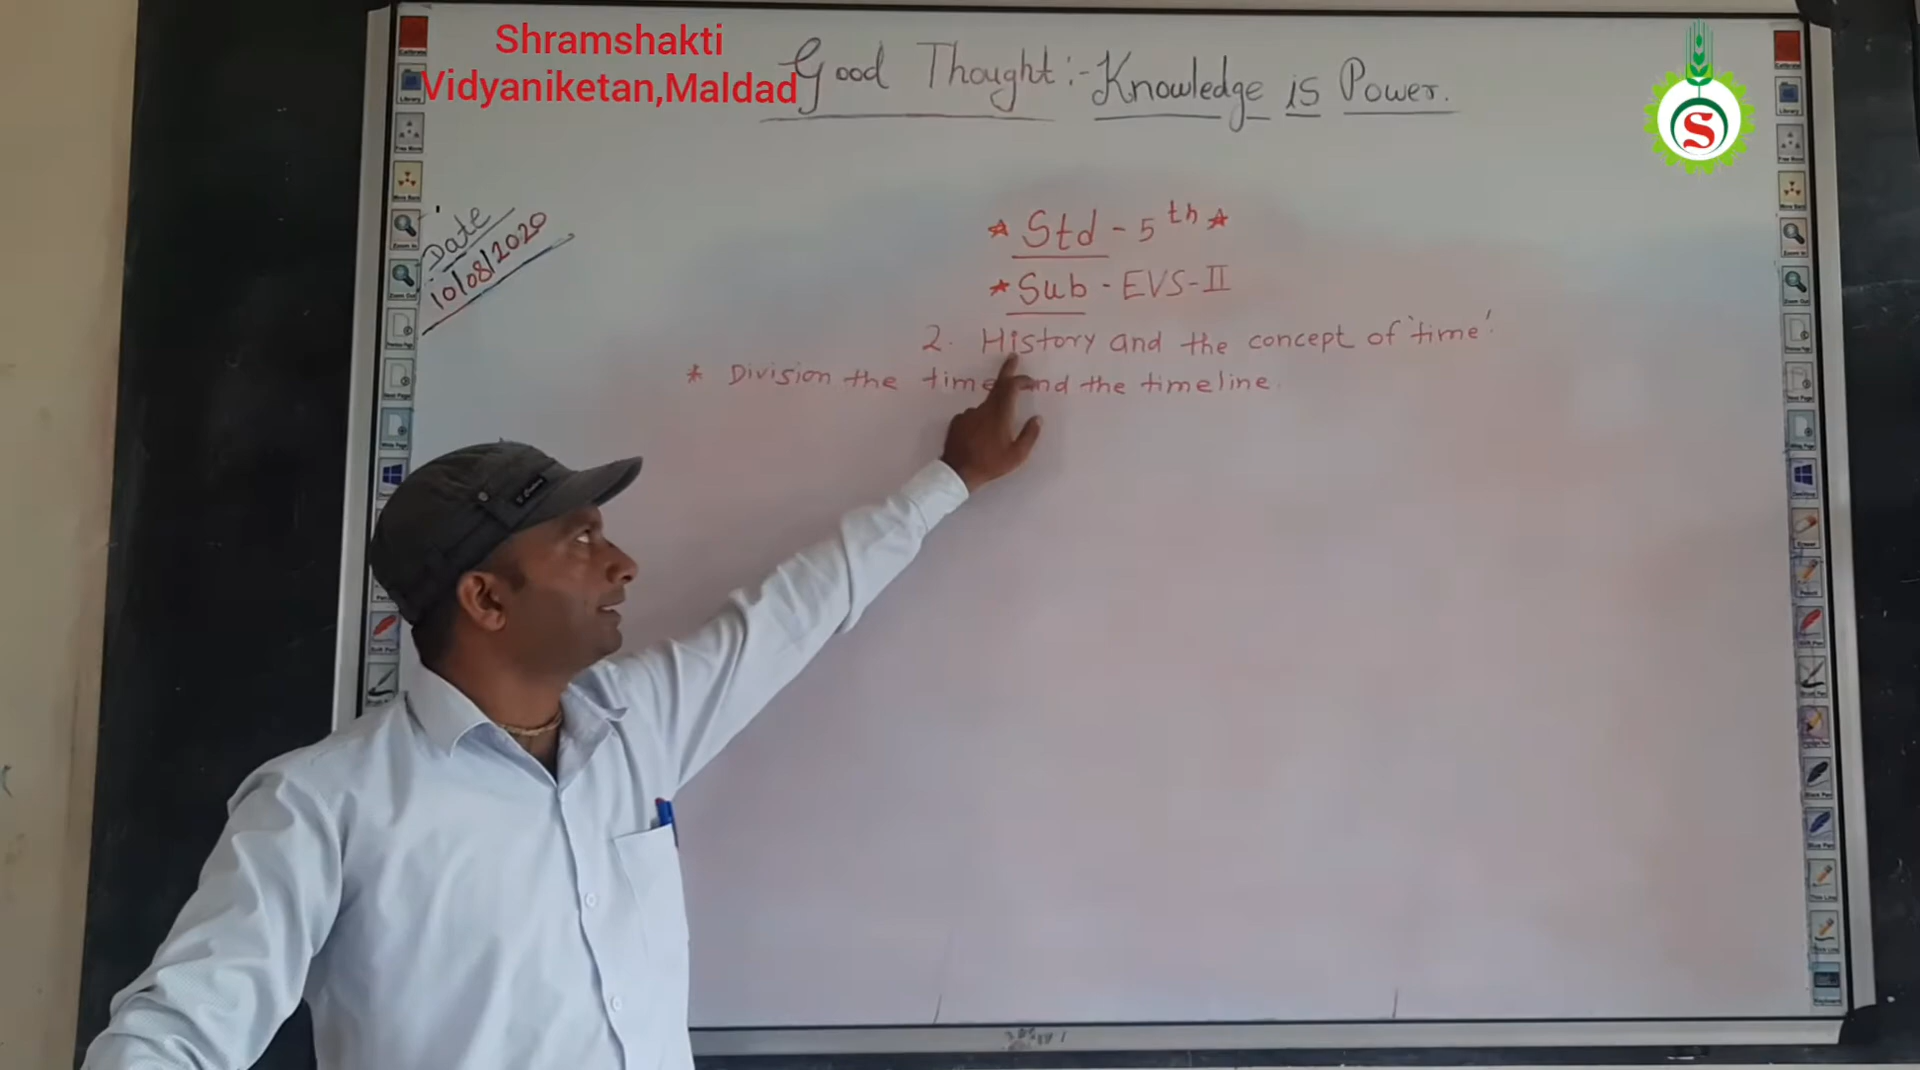 Shramshakti
Vidyaniketan,Maldad
Good Thought:- Knowledge is Power.
Date
10/08/2020
* Std - 5th *
* Sub - EVS-II
2. History and the concept of 'time'.
* Division the time and the timeline.
S